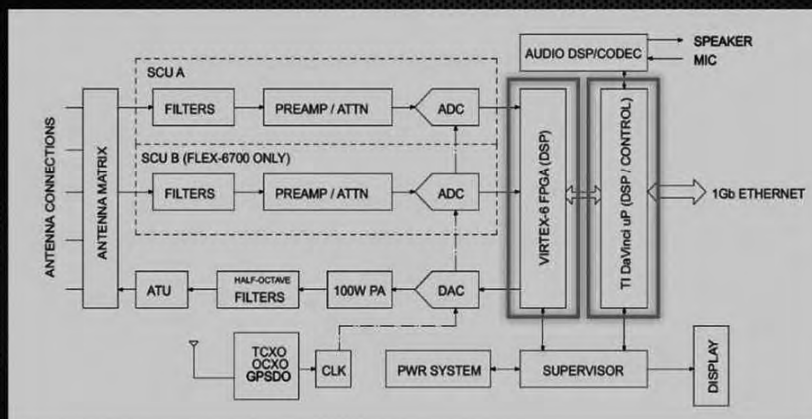 AUDIO DSP/CODEC
SPEAKER
MIC
SCU A
FILTERS
PREAMP / ATTN
ADC
SCU B (FLEX-6700 ONLY)
FILTERS
PREAMP / ATTN
ADC
ANTENNA CONNECTIONS
ANTENNA MATRIX
VIRTEX-6 FPGA (DSP)
TI DaVinci uP (DSP / CONTROL)
1Gb ETHERNET
ATU
HALF-OCTAVE
FILTERS
100W PA
DAC
TCXO
OCXO
GPSDO
CLK
PWR SYSTEM
SUPERVISOR
DISPLAY